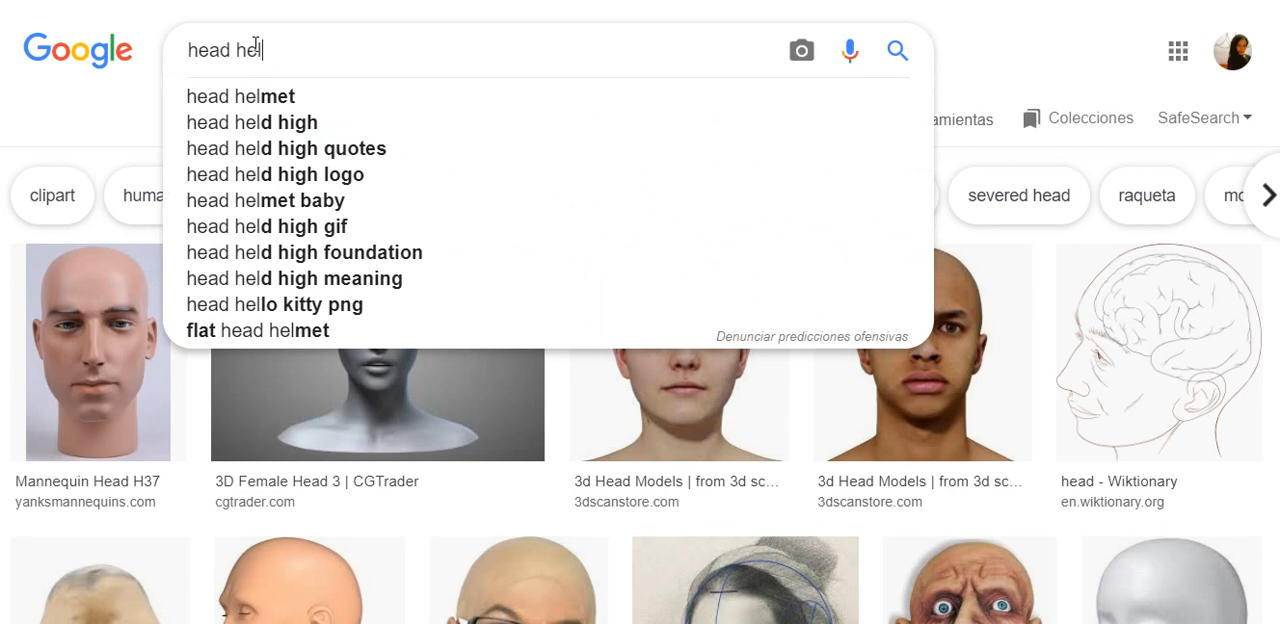 Google
head hel
head helmet
head held high
head held high quotes
head held high logo
head helmet baby
head held high gif
head held high foundation
head held high meaning
head hello kitty png
flat head helmet
Denunciar predicciones ofensivas
amientas
Colecciones
SafeSearch
clipart
huma
severed head
raqueta
Mannequin Head H37
yanksmannequins.com
3D Female Head 3 | CGTrader
cgtrader.com
3d Head Models | from 3d sc...
3dscanstore.com
3d Head Models | from 3d sc...
3dscanstore.com
head - Wiktionary
en.wiktionary.org